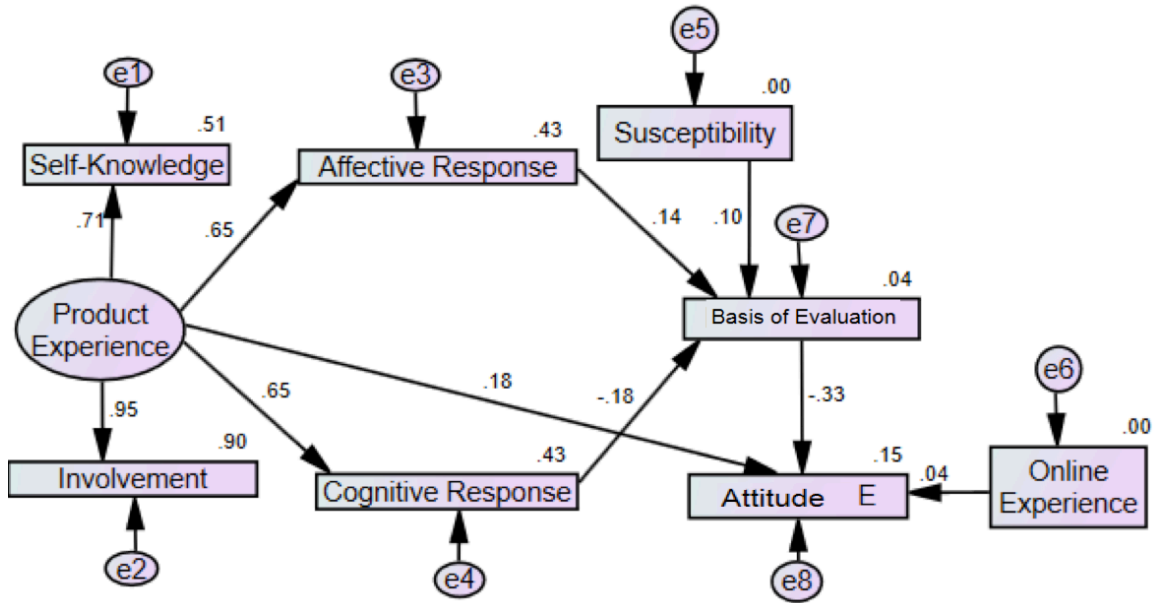 e5
e1
e3
.00
.51
.43
Susceptibility
Self-Knowledge
Affective Response
.71
.65
.14
.10
e7
.04
Product
Experience
Basis of Evaluation
.18
-.18
-.33
e6
.65
.95
.90
.43
.15
.00
Involvement
Cognitive Response
Attitude E
.04
Online
Experience
e2
e4
e8